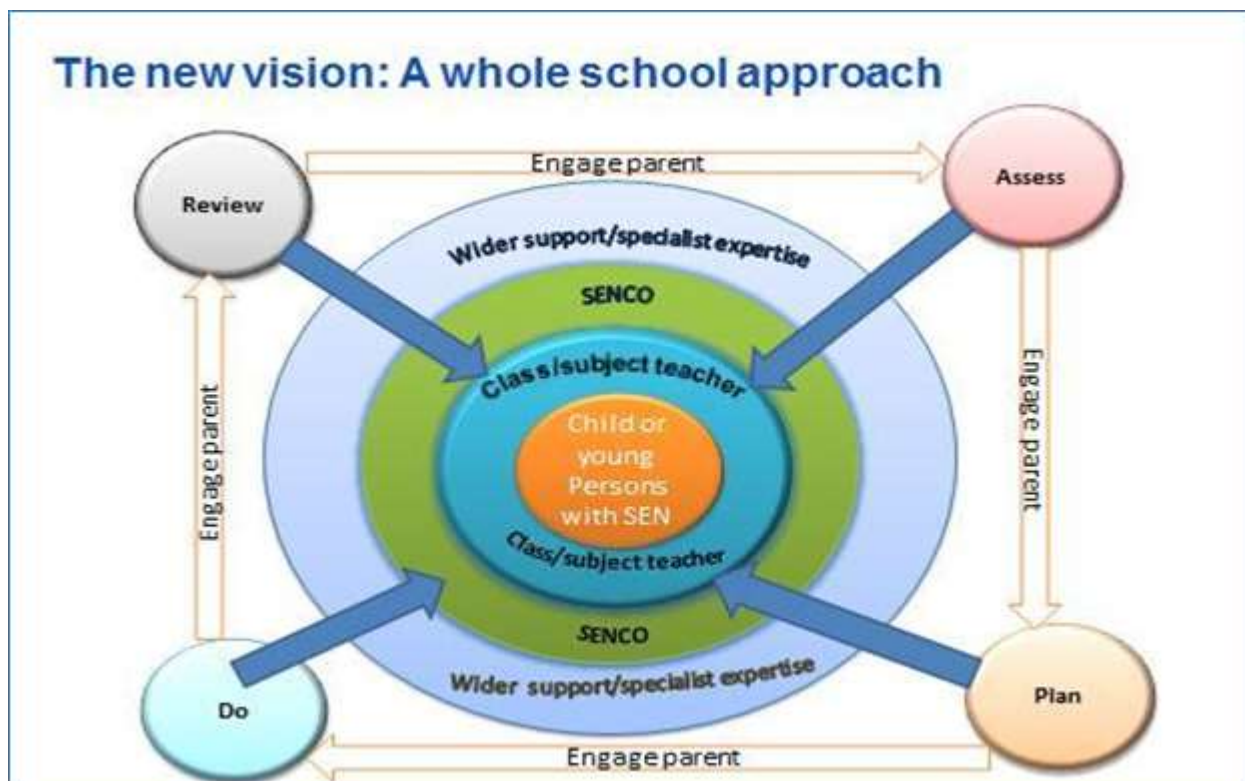 The new vision: A whole school approach
Review
Engage parent
Assess
Wider support/specialist expertise
SENCO
Class/subject teacher
Child or
young
Persons
with SEN
Class/subject teacher
SENCO
Wider support/specialist expertise
Engage parent
Engage parent
Do
Engage parent
Plan